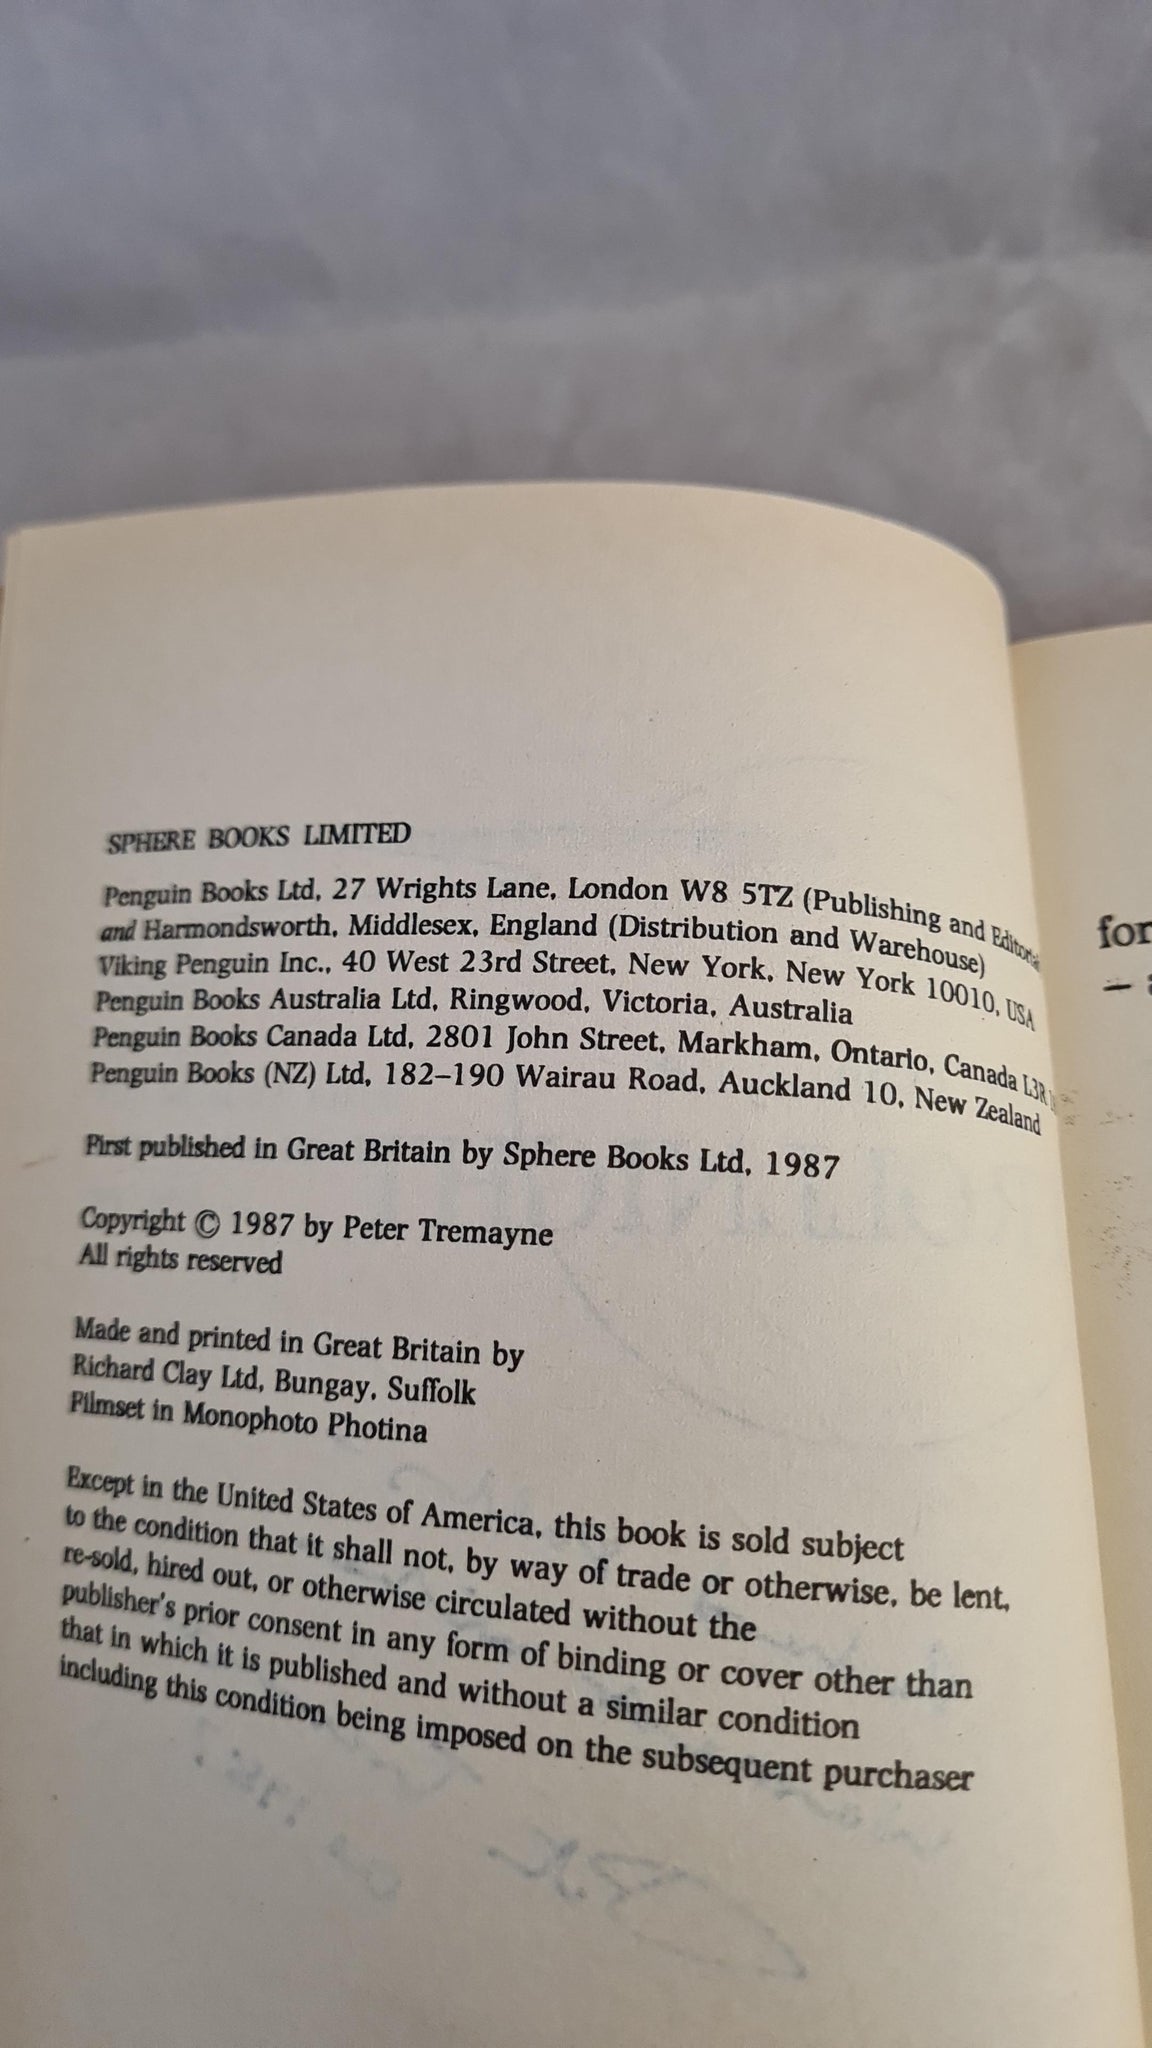 SPHERE BOOKS LIMITED
Penguin Books Ltd, 27 Wrights Lane, London W8 5TZ (Publishing and Editorial
and Harmondsworth, Middlesex, England (Distribution and Warehouse)
Viking Penguin Inc., 40 West 23rd Street, New York, New York 10010, USA
Penguin Books Australia Ltd, Ringwood, Victoria, Australia
Penguin Books Canada Ltd, 2801 John Street, Markham, Ontario, Canada L3R
Penguin Books (NZ) Ltd, 182–190 Wairau Road, Auckland 10, New Zealand
First published in Great Britain by Sphere Books Ltd, 1987
Copyright © 1987 by Peter Tremayne
All rights reserved
Made and printed in Great Britain by
Richard Clay Ltd, Bungay, Suffolk
Filmset in Monophoto Photina
Except in the United States of America, this book is sold subject
to the condition that it shall not, by way of trade or otherwise, be lent,
re-sold, hired out, or otherwise circulated without the
publisher's prior consent in any form of binding or cover other than
that in which it is published and without a similar condition
including this condition being imposed on the subsequent purchaser
for